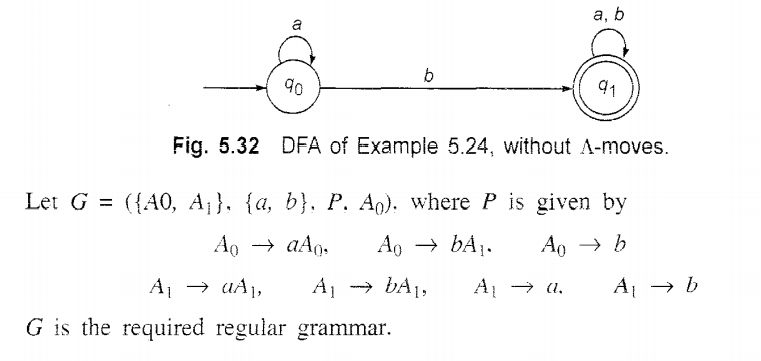 a
a, b
q₀
b
q₁
Fig. 5.32 DFA of Example 5.24, without Λ-moves.
Let G = ({A0, A₁}, {a, b}, P. A₀). where P is given by
A₀ → aA₀, A₀ → bA₁. A₀ → b
A₁ → aA₁, A₁ → bA₁, A₁ → a. A₁ → b
G is the required regular grammar.